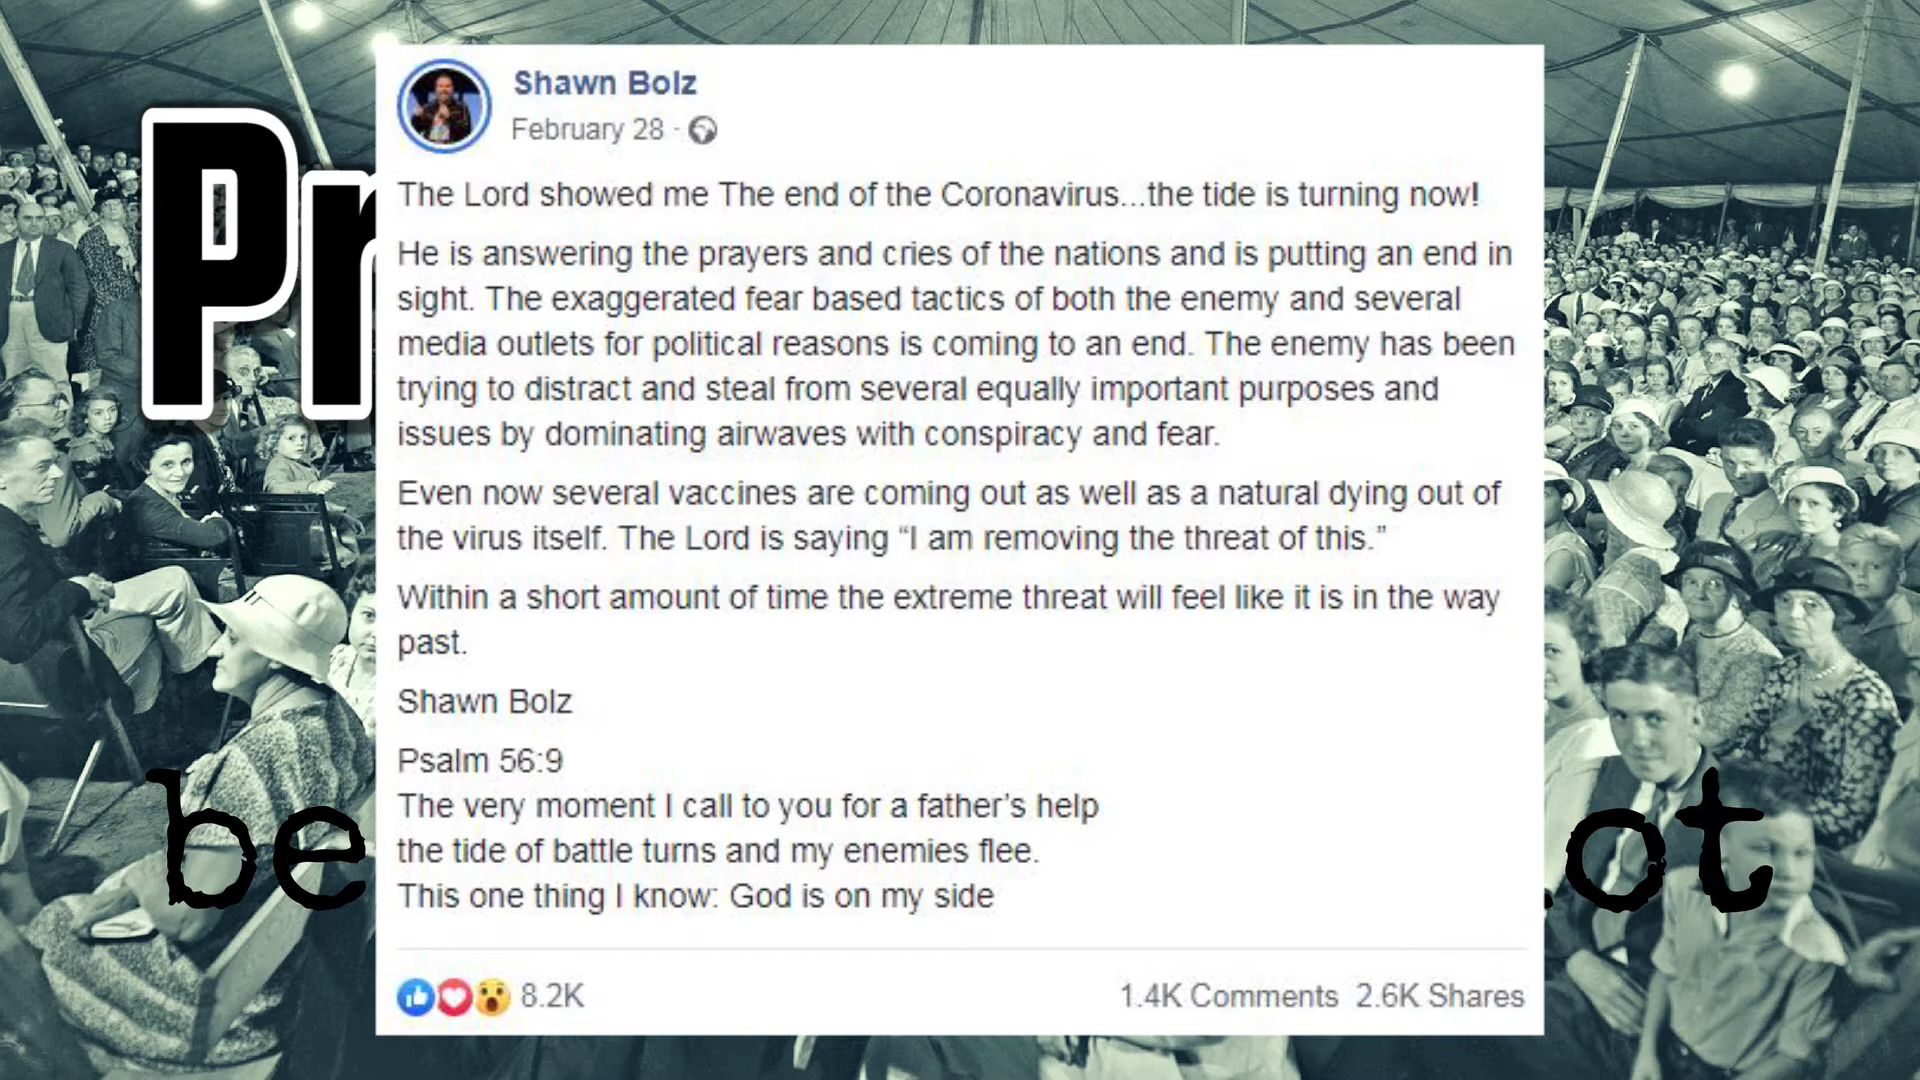 Pr
Shawn Bolz
February 28 ·
The Lord showed me The end of the Coronavirus...the tide is turning now!
He is answering the prayers and cries of the nations and is putting an end in
sight. The exaggerated fear based tactics of both the enemy and several
media outlets for political reasons is coming to an end. The enemy has been
trying to distract and steal from several equally important purposes and
issues by dominating airwaves with conspiracy and fear.
Even now several vaccines are coming out as well as a natural dying out of
the virus itself. The Lord is saying “I am removing the threat of this.”
Within a short amount of time the extreme threat will feel like it is in the way
past.
Shawn Bolz
Psalm 56:9
The very moment I call to you for a father’s help
the tide of battle turns and my enemies flee.
This one thing I know: God is on my side
be
ot
8.2K
1.4K Comments 2.6K Shares